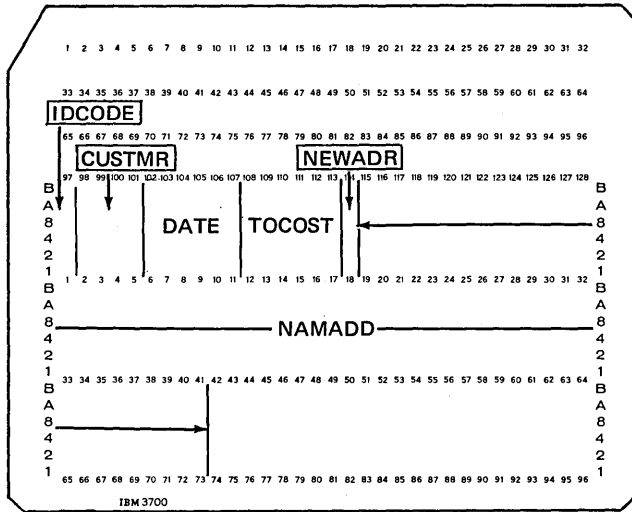 1 2 3 4 5 6 7 8 9 10 11 12 13 14 15 16 17 18 19 20 21 22 23 24 25 26 27 28 29 30 31 32
33 34 35 36 37 38 39 40 41 42 43 44 45 46 47 48 49 50 51 52 53 54 55 56 57 58 59 60 61 62 63 64
IDCODE
65 66 67 68 69 70 71 72 73 74 75 76 77 78 79 80 81 82 83 84 85 86 87 88 89 90 91 92 93 94 95 96
CUSTMR NEWADR
97 98 99 100 101 102 103 104 105 106 107 108 109 110 111 112 113 114 115 116 117 118 119 120 121 122 123 124 125 126 127 128
B B
A A
8 DATE TOCOST 8
4 4
2 2
1 1
1 2 3 4 5 6 7 8 9 10 11 12 13 14 15 16 17 18 19 20 21 22 23 24 25 26 27 28 29 30 31 32
B B
A A
8 NAMADD 8
4 4
2 2
1 1
33 34 35 36 37 38 39 40 41 42 43 44 45 46 47 48 49 50 51 52 53 54 55 56 57 58 59 60 61 62 63 64
B B
A A
8 8
4 4
2 2
1 1
65 66 67 68 69 70 71 72 73 74 75 76 77 78 79 80 81 82 83 84 85 86 87 88 89 90 91 92 93 94 95 96
IBM 3700